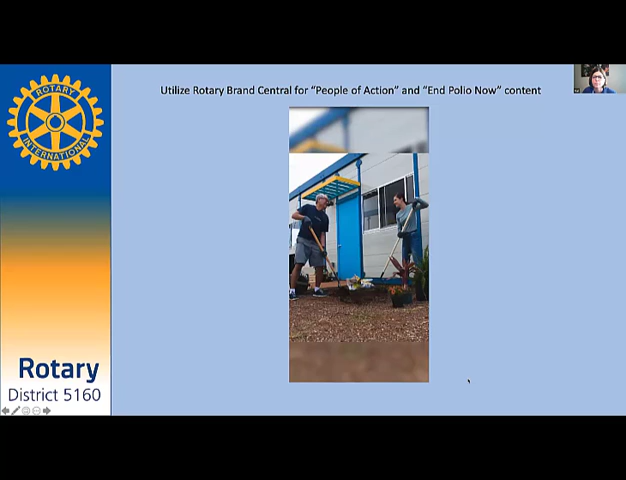 Utilize Rotary Brand Central for “People of Action” and “End Polio Now” content
ROTARY
INTERNATIONAL
Rotary
District 5160